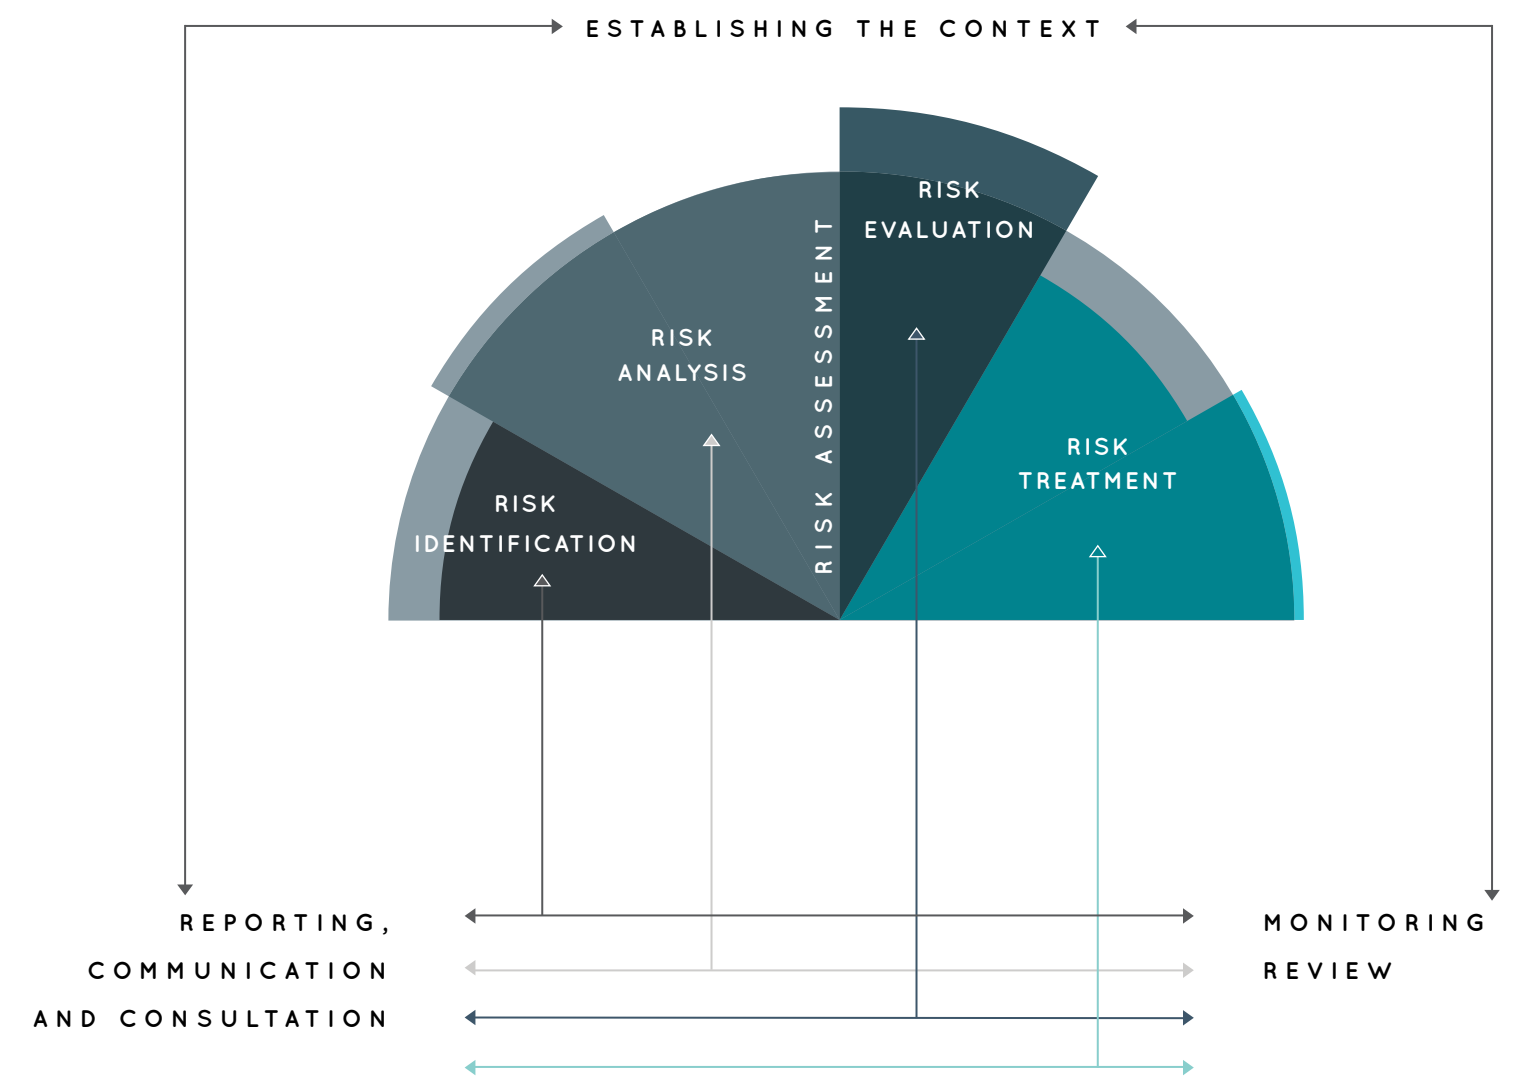 ESTABLISHING THE CONTEXT
RISK
EVALUATION
RISK ASSESSMENT
RISK
ANALYSIS
RISK
TREATMENT
RISK
IDENTIFICATION
REPORTING,
COMMUNICATION
AND CONSULTATION
MONITORING
REVIEW